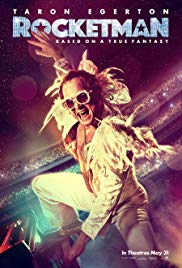 TARON EGERTON
ROCKETMAN
BASED ON A TRUE FANTASY
In Theatres May 31